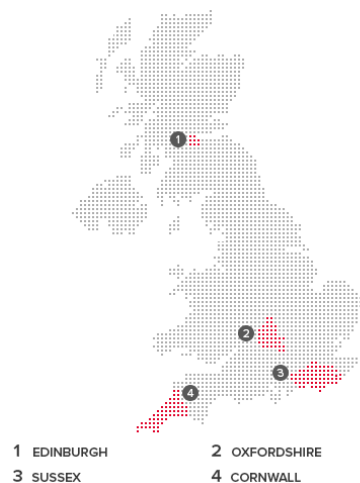 1
2
3
4
1 EDINBURGH
2 OXFORDSHIRE
3 SUSSEX
4 CORNWALL